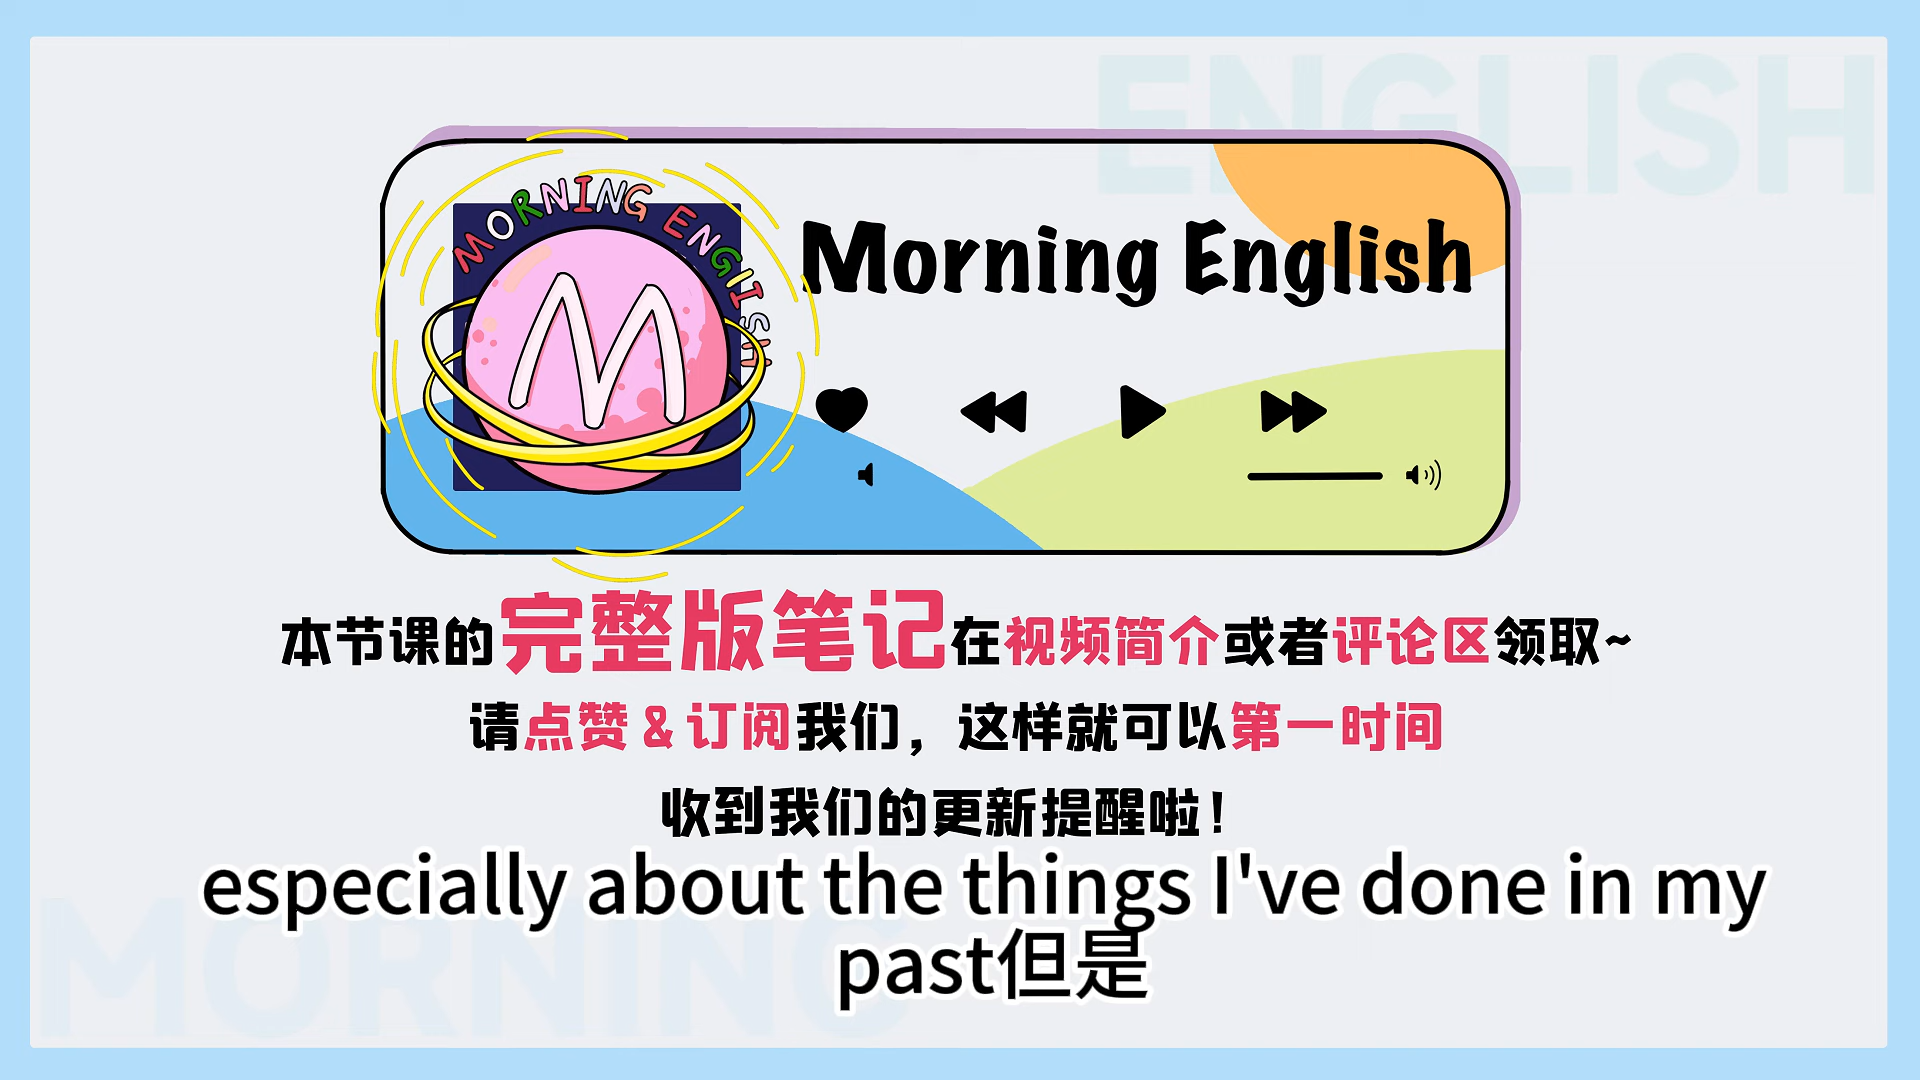 ENGLISH
MORNING ENGLISH
M
Morning English
本节课的完整版笔记在视频简介或者评论区领取~
请点赞&订阅我们，这样就可以第一时间
收到我们的更新提醒啦！
especially about the things I've done in my
past但是
MORNING